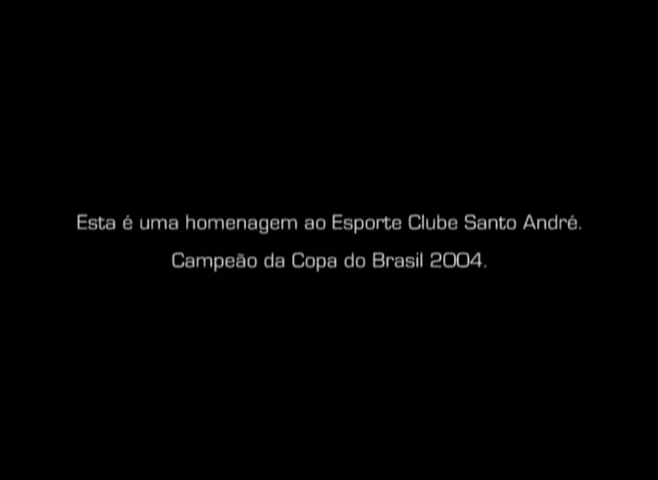 Esta é uma homenagem ao Esporte Clube Santo André.
Campeão da Copa do Brasil 2004.